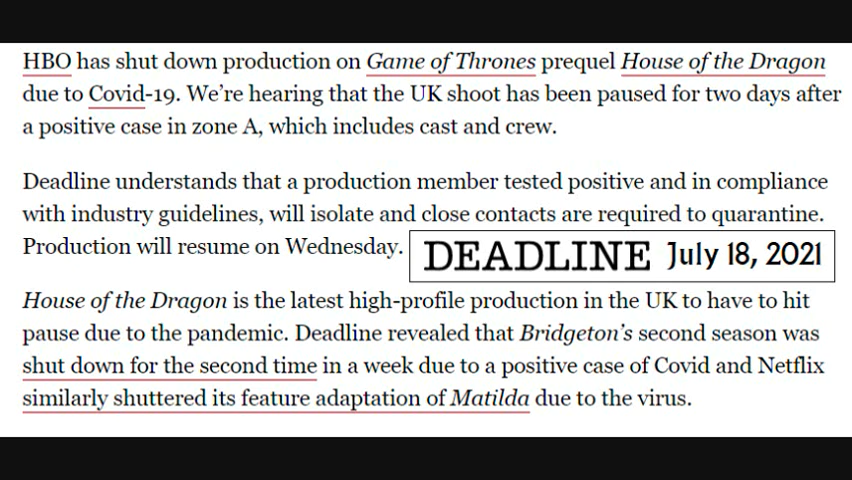 HBO has shut down production on Game of Thrones prequel House of the Dragon
due to Covid-19. We’re hearing that the UK shoot has been paused for two days after
a positive case in zone A, which includes cast and crew.
Deadline understands that a production member tested positive and in compliance
with industry guidelines, will isolate and close contacts are required to quarantine.
Production will resume on Wednesday.
DEADLINE July 18, 2021
House of the Dragon is the latest high-profile production in the UK to have to hit
pause due to the pandemic. Deadline revealed that Bridgeton’s second season was
shut down for the second time in a week due to a positive case of Covid and Netflix
similarly shuttered its feature adaptation of Matilda due to the virus.